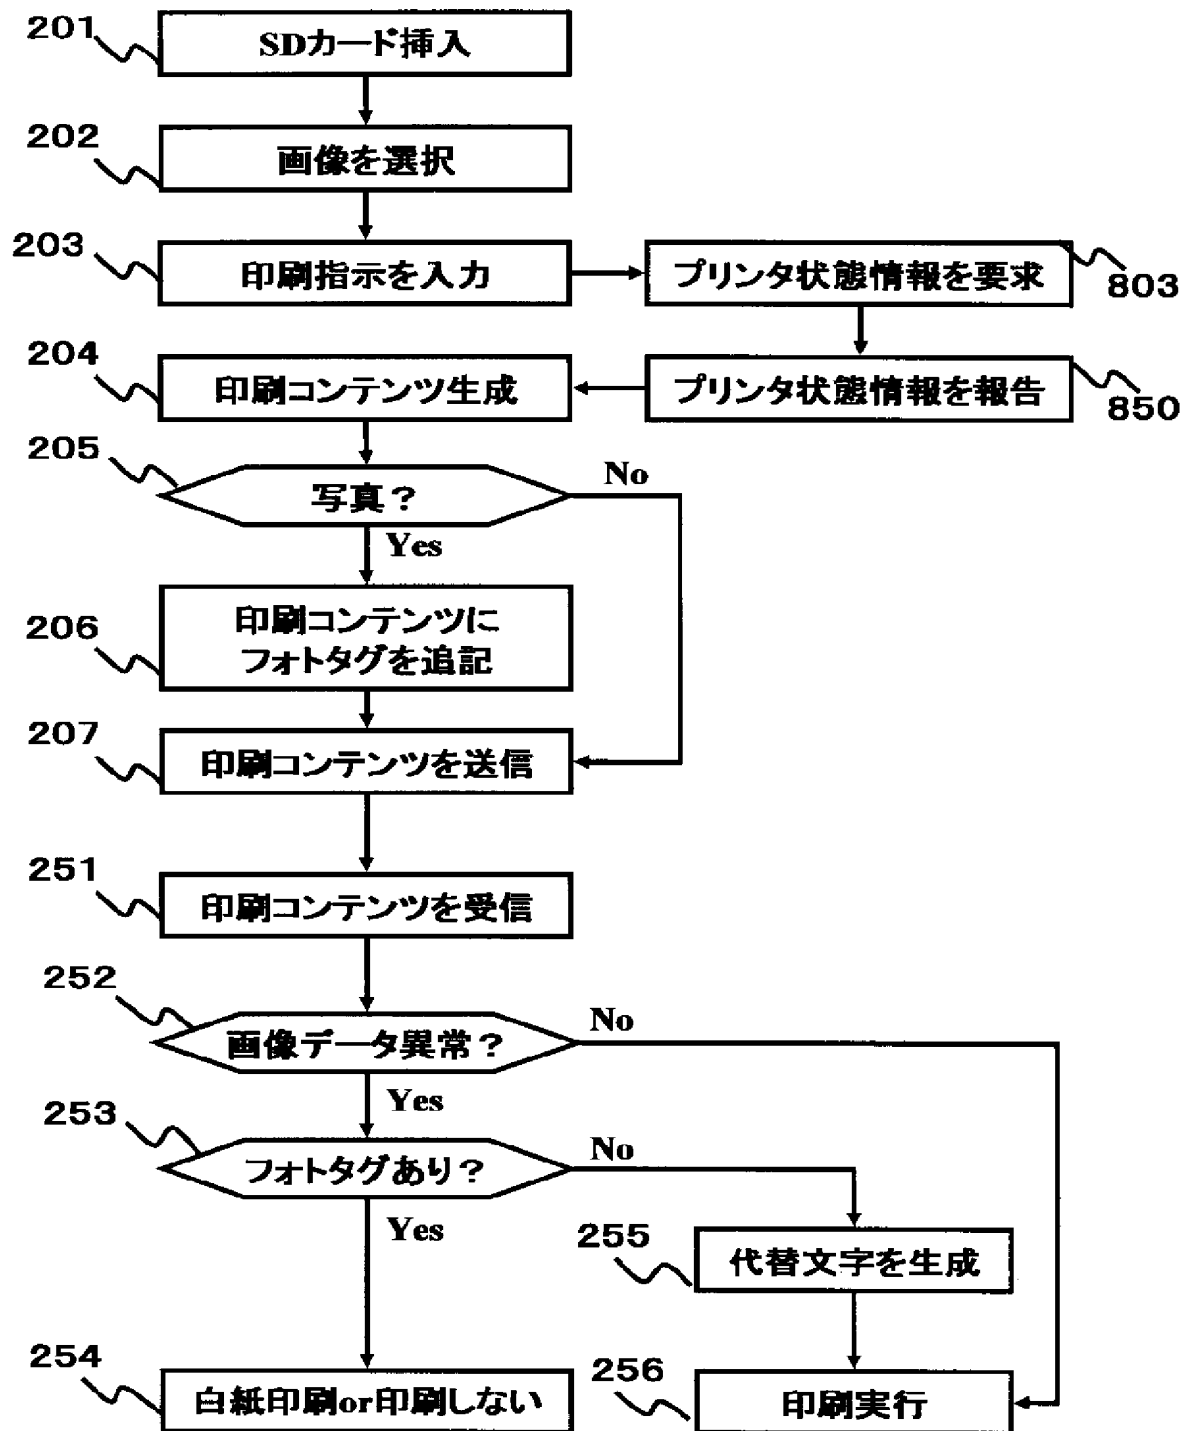 201
SDカード挿入
202
画像を選択
203
印刷指示を入力
プリンタ状態情報を要求
803
204
印刷コンテンツ生成
プリンタ状態情報を報告
850
205
写真？
No
Yes
206
印刷コンテンツに
フォトタグを追記
207
印刷コンテンツを送信
251
印刷コンテンツを受信
252
画像データ異常？
No
Yes
253
フォトタグあり？
No
Yes
255
代替文字を生成
254
白紙印刷or印刷しない
256
印刷実行